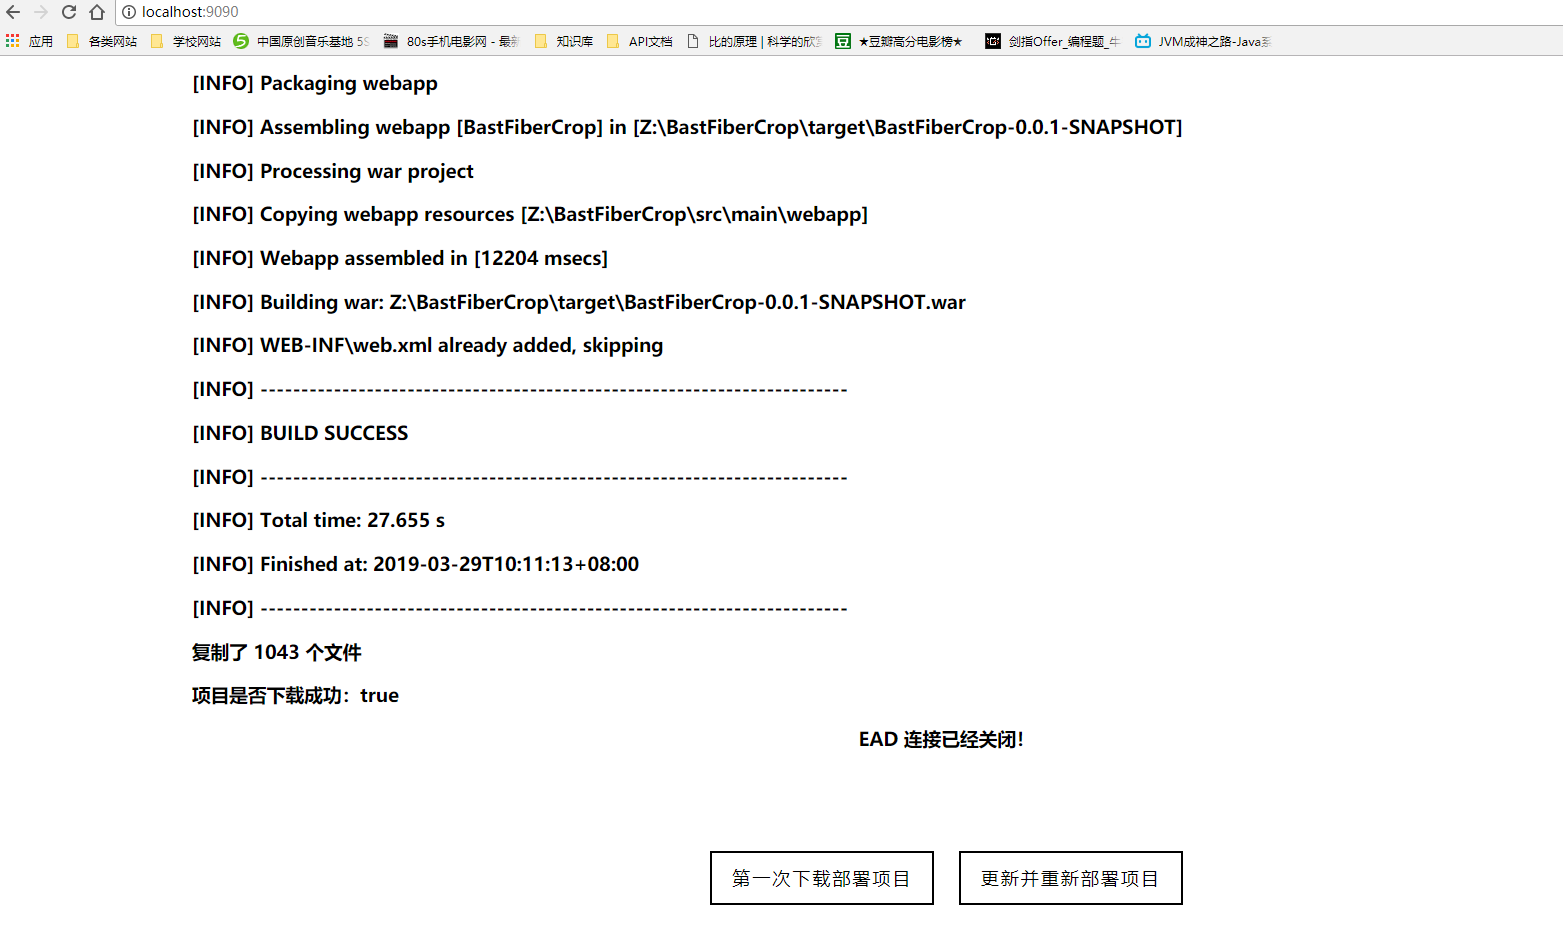 localhost:9090
应用 各类网站 学校网站 中国原创音乐基地 5S 80s手机电影网 - 最新 知识库 API文档 比的原理 | 科学的欣赏 ★豆瓣高分电影榜★ 剑指Offer_编程题_牛 JVM成神之路-Java系
[INFO] Packaging webapp
[INFO] Assembling webapp [BastFiberCrop] in [Z:\BastFiberCrop\target\BastFiberCrop-0.0.1-SNAPSHOT]
[INFO] Processing war project
[INFO] Copying webapp resources [Z:\BastFiberCrop\src\main\webapp]
[INFO] Webapp assembled in [12204 msecs]
[INFO] Building war: Z:\BastFiberCrop\target\BastFiberCrop-0.0.1-SNAPSHOT.war
[INFO] WEB-INF\web.xml already added, skipping
[INFO] ------------------------------------------------------------------------
[INFO] BUILD SUCCESS
[INFO] ------------------------------------------------------------------------
[INFO] Total time: 27.655 s
[INFO] Finished at: 2019-03-29T10:11:13+08:00
[INFO] ------------------------------------------------------------------------
复制了 1043 个文件
项目是否下载成功：true
EAD 连接已经关闭！
第一次下载部署项目 更新并重新部署项目